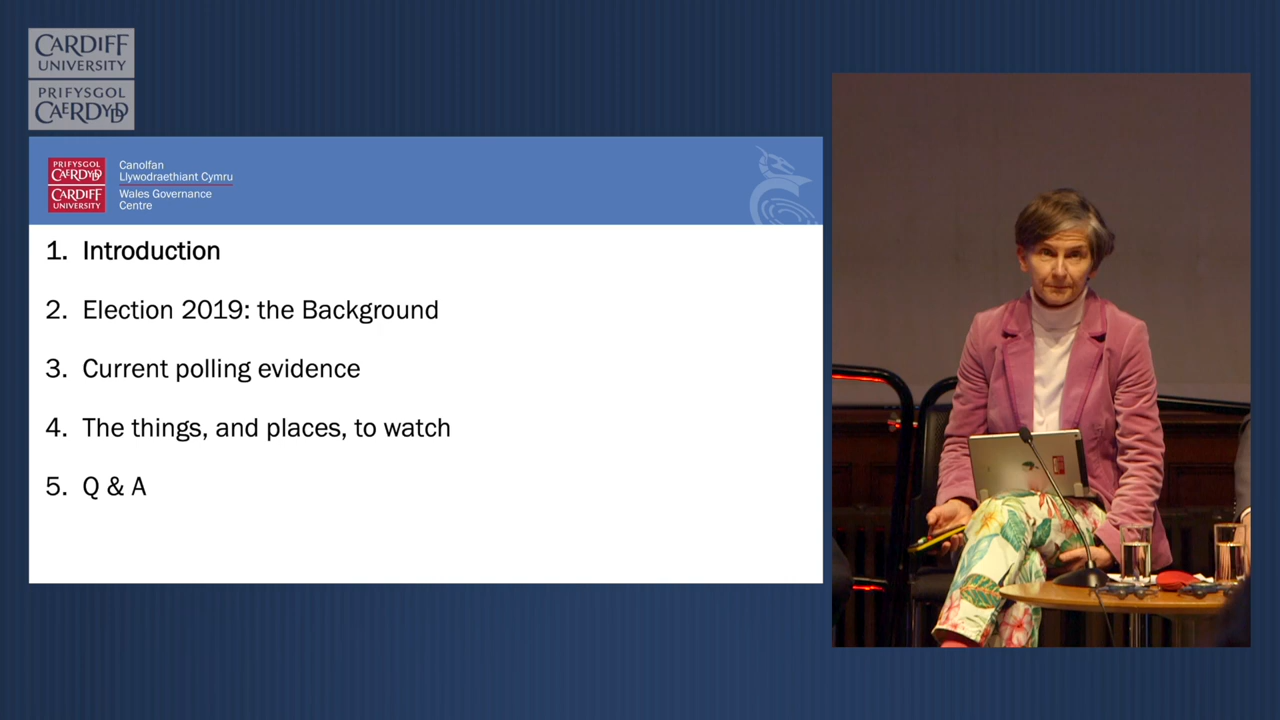 CARDIFF
UNIVERSITY
PRIFYSGOL
CAERDYDD
PRIFYSGOL
CAERDYDD
CARDIFF
UNIVERSITY
Canolfan
Llywodraethiant Cymru
Wales Governance
Centre
1. Introduction
2. Election 2019: the Background
3. Current polling evidence
4. The things, and places, to watch
5. Q & A